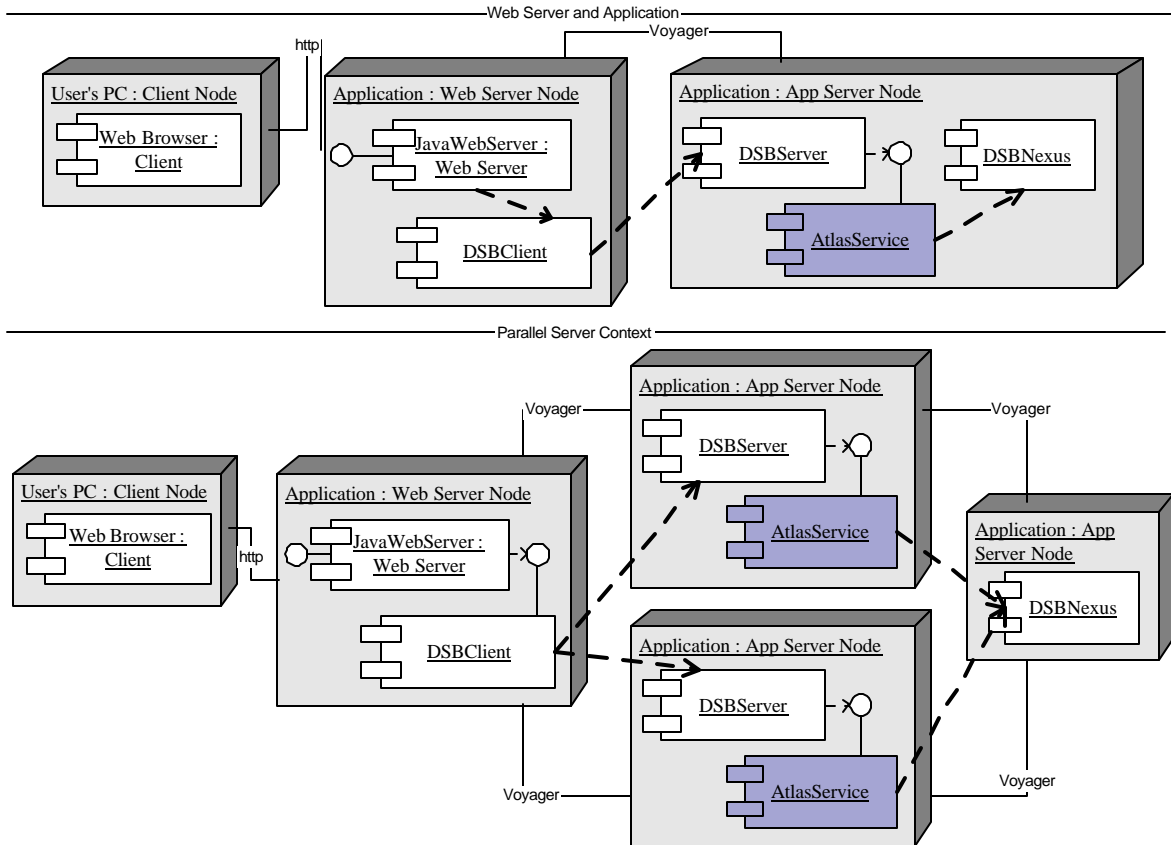 Web Server and Application
Voyager
http
User's PC : Client Node
Web Browser :
Client
Application : Web Server Node
JavaWebServer :
Web Server
DSBClient
Application : App Server Node
DSBServer
DSBNexus
AtlasService
Parallel Server Context
Voyager
Voyager
Application : App Server Node
DSBServer
AtlasService
User's PC : Client Node
Web Browser :
Client
http
Application : Web Server Node
JavaWebServer :
Web Server
DSBClient
Application : App
Server Node
DSBNexus
Application : App Server Node
DSBServer
AtlasService
Voyager
Voyager